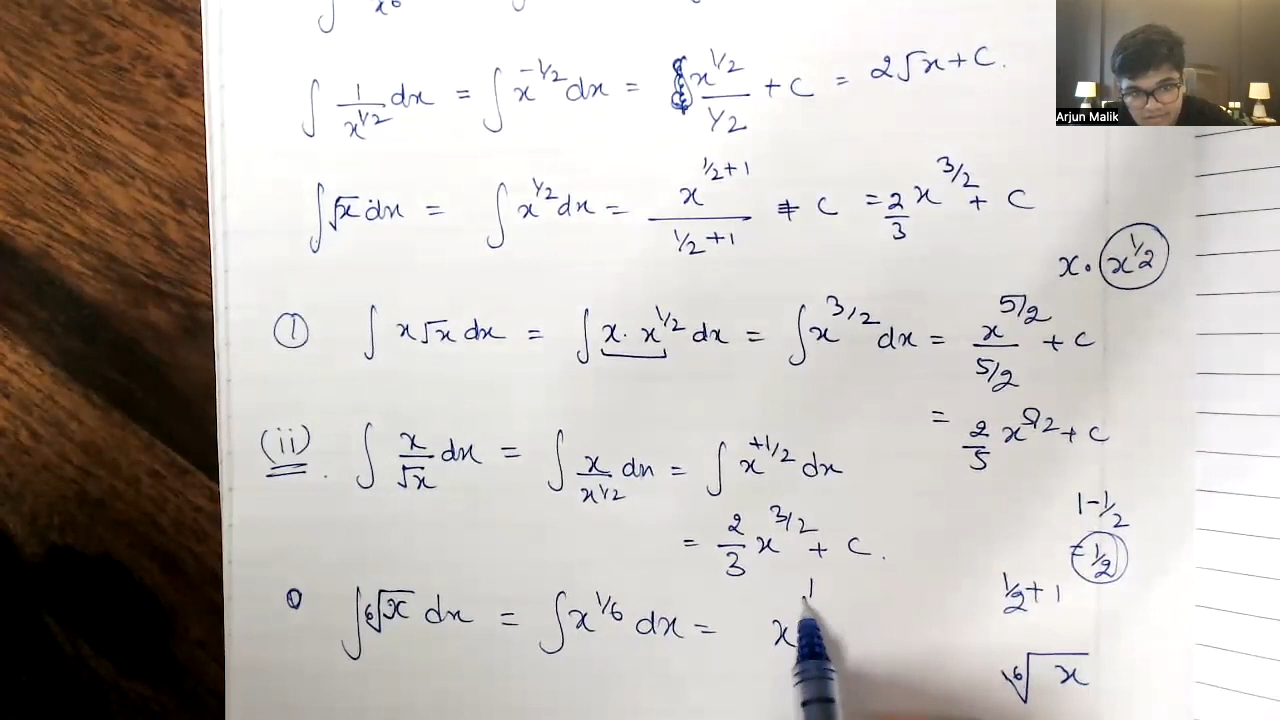 x⁶
Arjun Malik
∫ 1/x^1/2 dx = ∫ x^-1/2 dx = x^1/2 / 1/2 + C = 2√x + C.
∫ √x dx = ∫ x^1/2 dx = x^1/2+1 / 1/2+1 + C = 2/3 x^3/2 + C
x · x^1/2
① ∫ x√x dx = ∫ x · x^1/2 dx = ∫ x^3/2 dx = x^5/2 / 5/2 + C
= 2/5 x^5/2 + C
(ii). ∫ x/√x dx = ∫ x/x^1/2 dx = ∫ x^+1/2 dx
= 2/3 x^3/2 + C.
1 - 1/2
= 1/2
1/2 + 1
∫ ⁶√x dx = ∫ x^1/6 dx = x^1
⁶√x